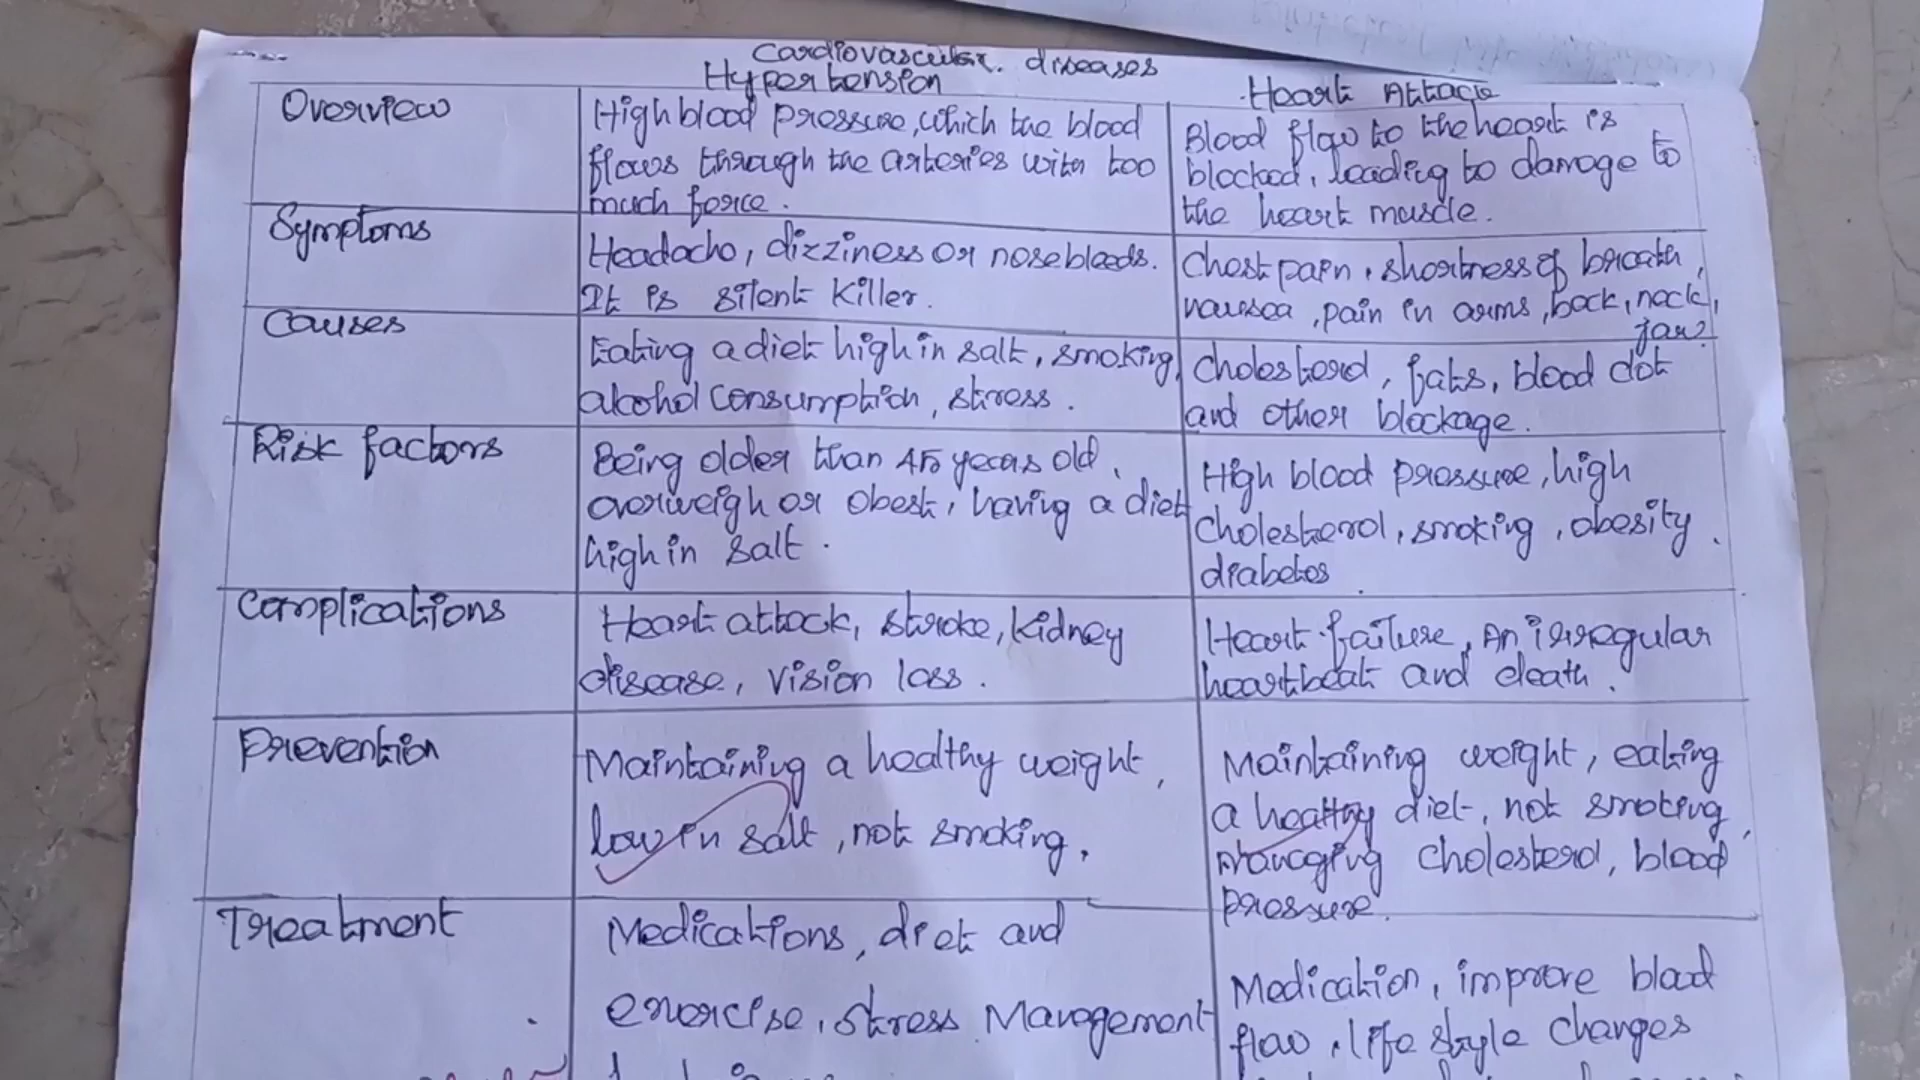 Cardiovascular. diseases
Hypertension
Heart Attack
Overview
High blood pressure, which the blood
flows through the arteries with too
much force.
Blood flow to the heart is
blocked, leading to damage to
the heart muscle.
Symptoms
Headache, dizziness or nosebleeds.
It is silent killer.
Chest pain, shortness of breath,
nausea, pain in arms, back, neck,
jaw?
Causes
Eating a diet high in salt, smoking,
alcohol consumption, stress.
Cholesterol, fats, blood clot
and other blockage.
Risk factors
Being older than 45 years old,
overweigh or obest, having a diet
high in salt.
High blood pressure, high
cholesterol, smoking, obesity.
diabetes
Complications
Heart attack, stroke, kidney
disease, vision loss.
Heart failure, An irregular
heartbeat and death.
Prevention
Maintaining a healthy weight,
low in salt, not smoking,
Maintaining weight, eating
a healthy diet, not smoking,
managing cholesterol, blood
pressure.
Treatment
Medications, diet and
exercise, stress Management
Medication, improve blood
flow, life style changes